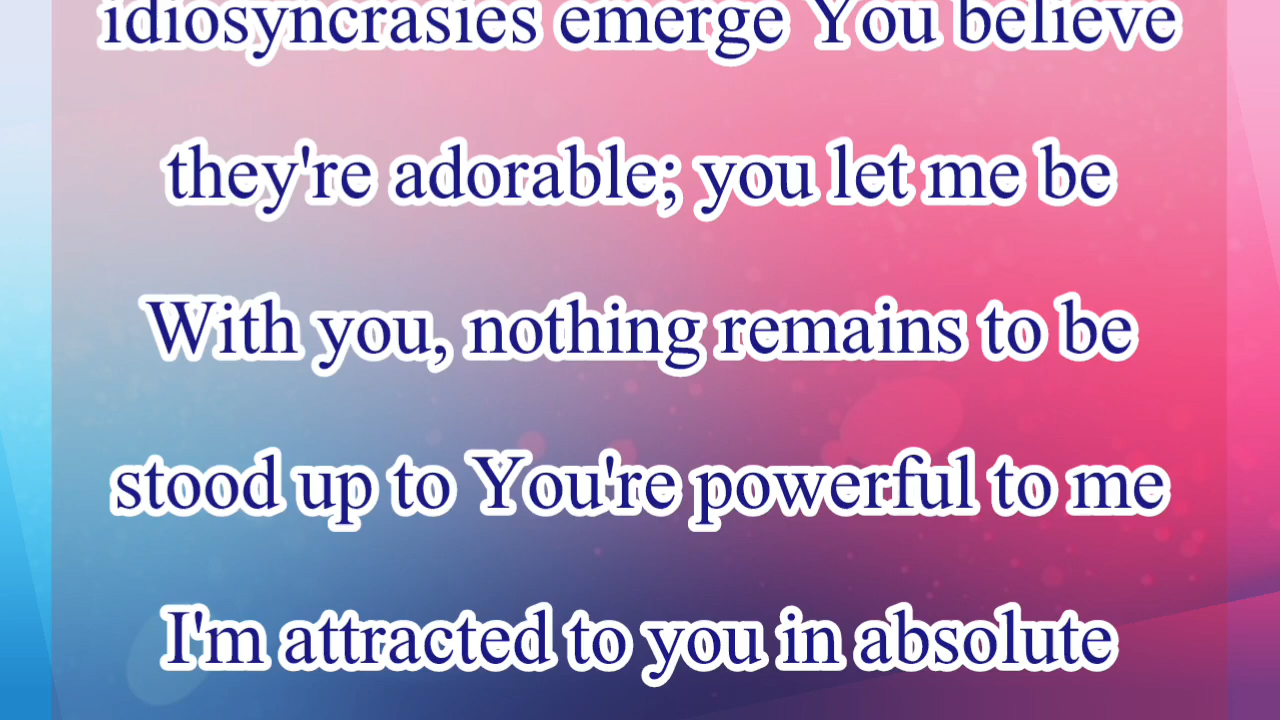 idiosyncrasies emerge You believe
they're adorable; you let me be
With you, nothing remains to be
stood up to You're powerful to me
I'm attracted to you in absolute